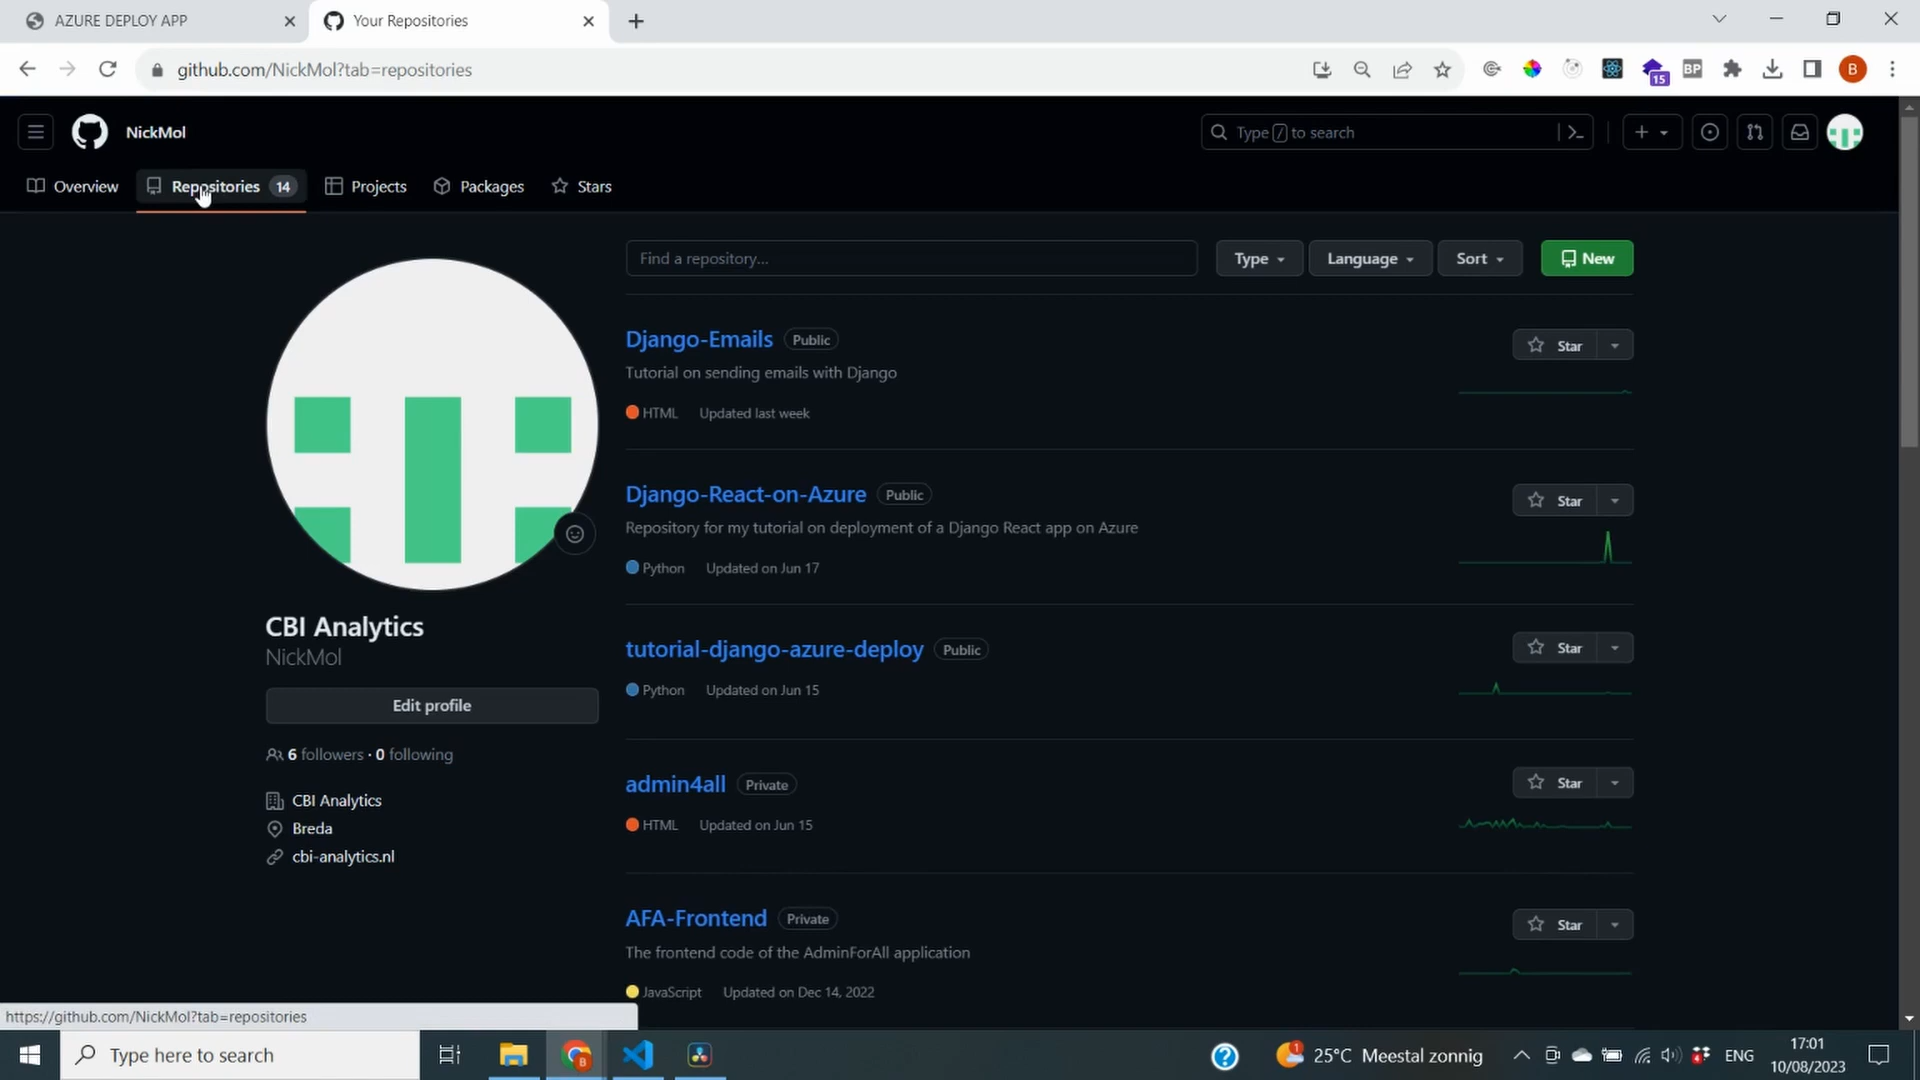 AZURE DEPLOY APP
Your Repositories
github.com/NickMol?tab=repositories
15
BP
B
NickMol
Type / to search
Overview
Repositories 14
Projects
Packages
Stars
Find a repository...
Type
Language
Sort
New
Django-Emails Public
Star
Tutorial on sending emails with Django
HTML Updated last week
Django-React-on-Azure Public
Star
Repository for my tutorial on deployment of a Django React app on Azure
Python Updated on Jun 17
CBI Analytics
NickMol
Edit profile
6 followers · 0 following
CBI Analytics
Breda
cbi-analytics.nl
tutorial-django-azure-deploy Public
Star
Python Updated on Jun 15
admin4all Private
Star
HTML Updated on Jun 15
AFA-Frontend Private
Star
The frontend code of the AdminForAll application
JavaScript Updated on Dec 14, 2022
https://github.com/NickMol?tab=repositories
Type here to search
B
1
25°C Meestal zonnig
ENG
17:01
10/08/2023